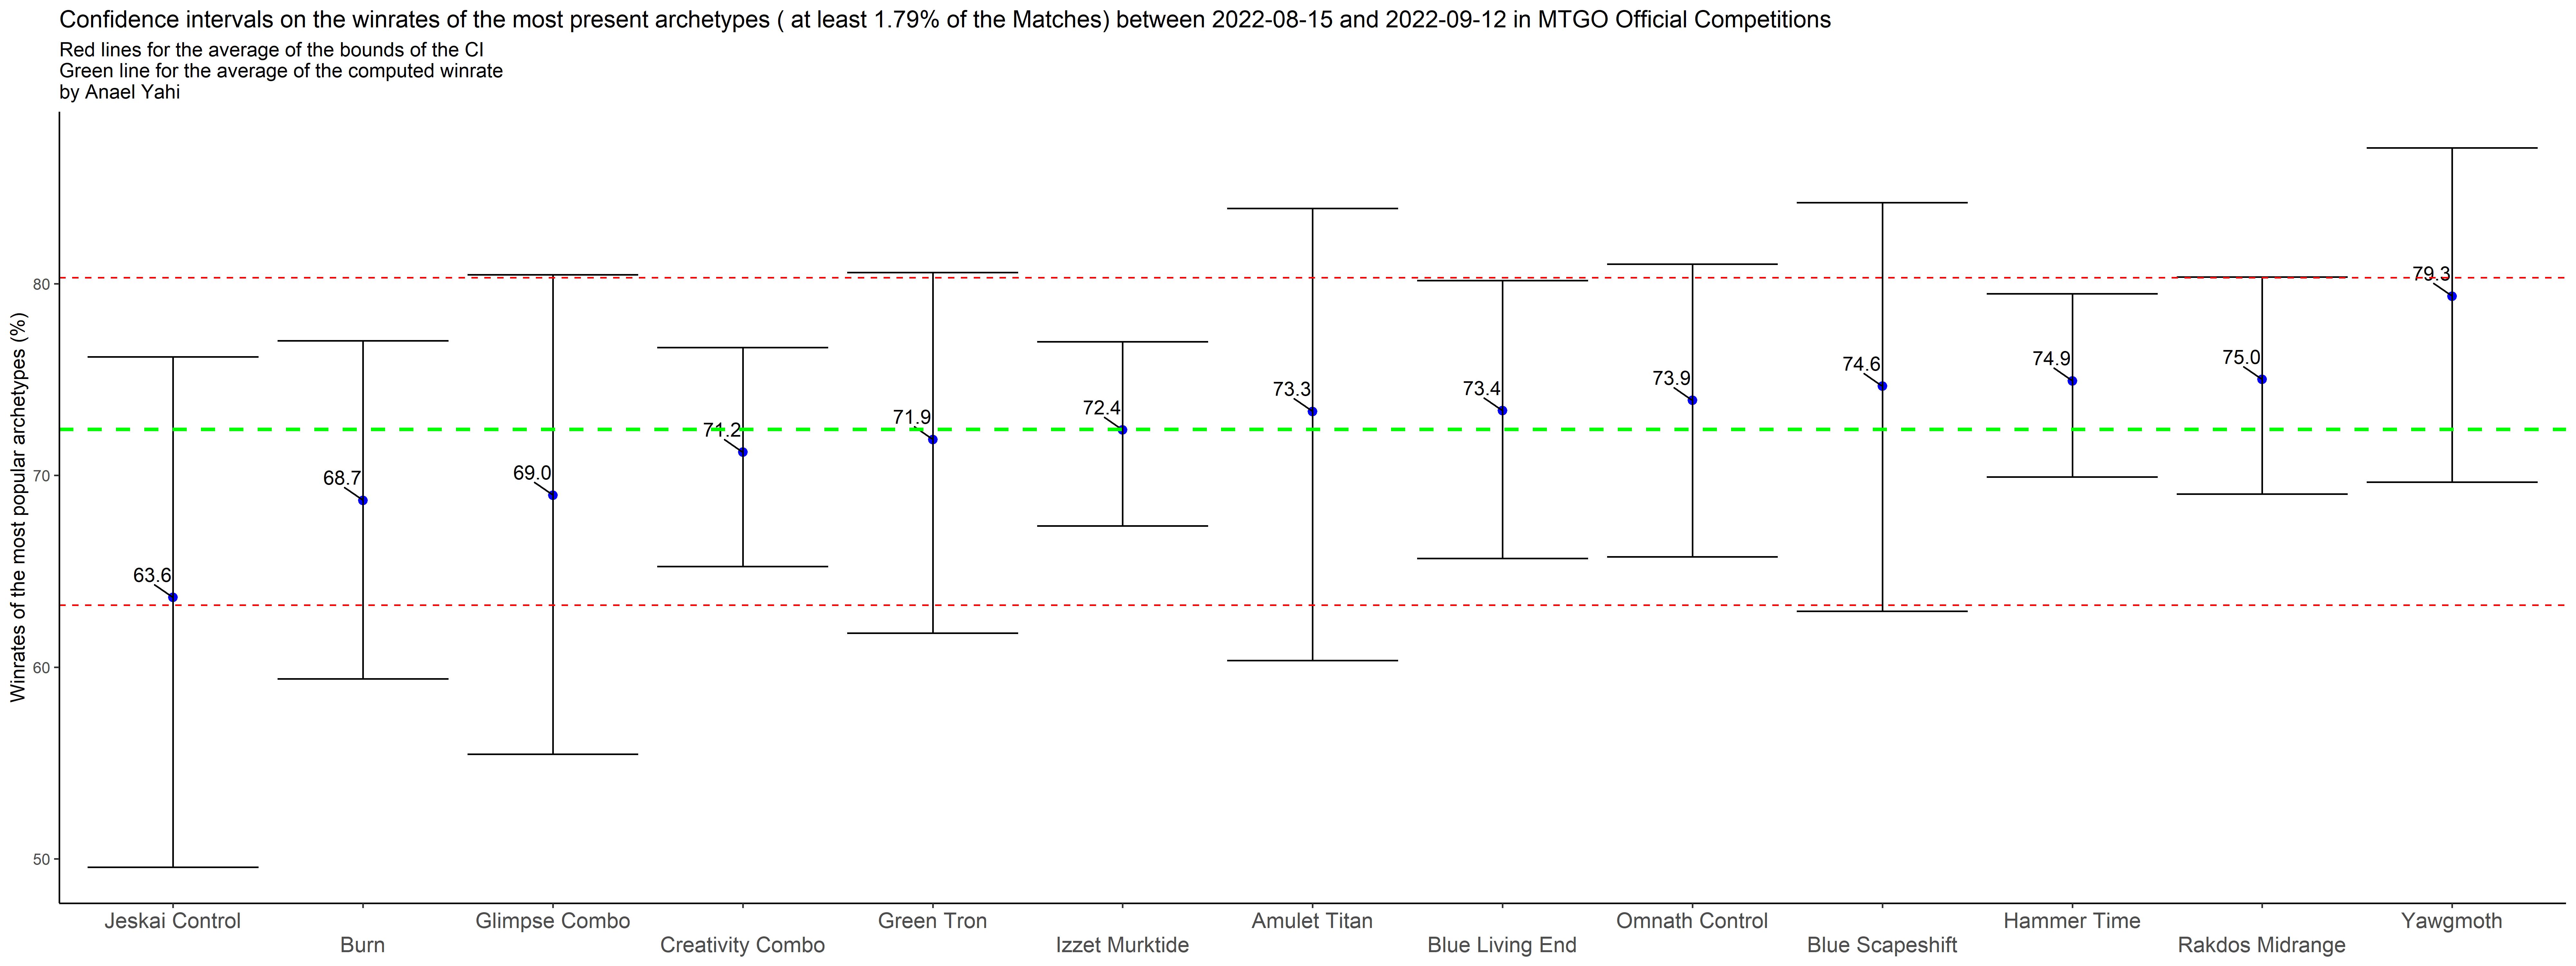 Confidence intervals on the winrates of the most present archetypes ( at least 1.79% of the Matches) between 2022-08-15 and 2022-09-12 in MTGO Official Competitions
Red lines for the average of the bounds of the CI
Green line for the average of the computed winrate
by Anael Yahi
Winrates of the most popular archetypes (%)
80
70
60
50
63.6
68.7
69.0
71.2
71.9
72.4
73.3
73.4
73.9
74.6
74.9
75.0
79.3
Jeskai Control
Burn
Glimpse Combo
Creativity Combo
Green Tron
Izzet Murktide
Amulet Titan
Blue Living End
Omnath Control
Blue Scapeshift
Hammer Time
Rakdos Midrange
Yawgmoth